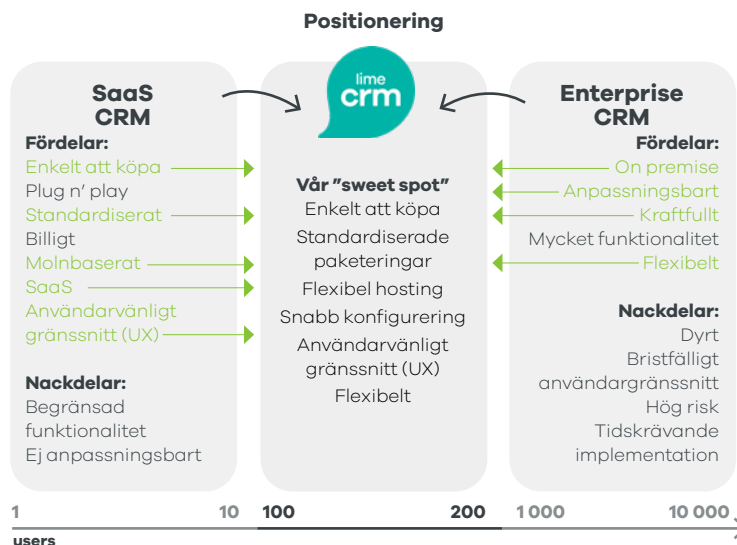 Positionering
SaaS
CRM
Fördelar:
Enkelt att köpa
Plug n’ play
Standardiserat
Billigt
Molnbaserat
SaaS
Användarvänligt
gränssnitt (UX)
Nackdelar:
Begränsad
funktionalitet
Ej anpassningsbart
lime
crm
Vår ”sweet spot”
Enkelt att köpa
Standardiserade
paketeringar
Flexibel hosting
Snabb konfigurering
Användarvänligt
gränssnitt (UX)
Flexibelt
Enterprise
CRM
Fördelar:
On premise
Anpassningsbart
Kraftfullt
Mycket funktionalitet
Flexibelt
Nackdelar:
Dyrt
Bristfälligt
användargränssnitt
Hög risk
Tidskrävande
implementation
1 10 100 200 1 000 10 000
users